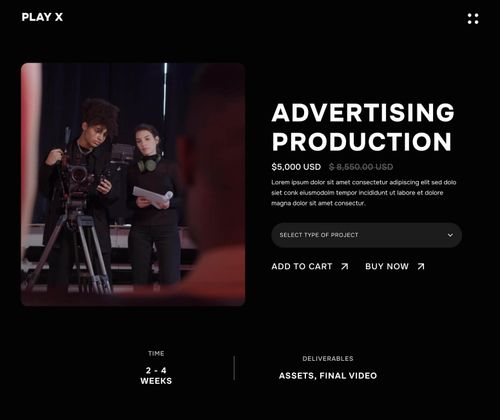 PLAY X
ADVERTISING
PRODUCTION
$5,000 USD $ 8,550.00 USD
Lorem ipsum dolor sit amet consectetur adipiscing elit sed dolo
siet conk eiusmodolm tempor incididunt ut labore et dolore
magna dolor sit amet consectur.
SELECT TYPE OF PROJECT
ADD TO CART BUY NOW
TIME
2 - 4
WEEKS
DELIVERABLES
ASSETS, FINAL VIDEO